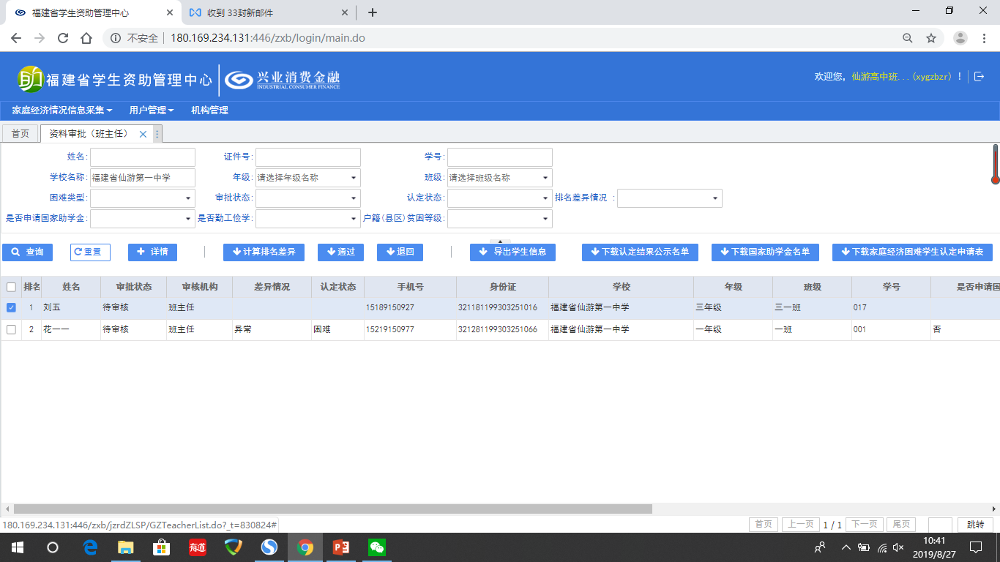 福建省学生资助管理中心
收到 33封新邮件
不安全 180.169.234.131:446/zxb/login/main.do
福建省学生资助管理中心 兴业消费金融
INDUSTRIAL CONSUMER FINANCE
欢迎您，仙游高中班...（xygzbzr）！
家庭经济情况信息采集 用户管理 机构管理
首页 资料审批（班主任）
姓名： 证件号： 学号：
学校名称： 福建省仙游第一中学 年级： 请选择年级名称 班级： 请选择班级名称
困难类型： 审批状态： 认定状态： 排名差异情况 ：
是否申请国家助学金： 是否勤工俭学： 户籍(县区)贫困等级：
查询 重置 详情 计算排名差异 通过 退回 导出学生信息 下载认定结果公示名单 下载国家助学金名单 下载家庭经济困难学生认定申请表
排名 姓名 审批状态 审核机构 差异情况 认定状态 手机号 身份证 学校 年级 班级 学号 是否申请国
1 刘五 待审核 班主任 15189150927 321181199303251016 福建省仙游第一中学 三年级 三一班 017
2 花一一 待审核 班主任 异常 困难 15219150977 321281199303251066 福建省仙游第一中学 一年级 一班 001 否
180.169.234.131:446/zxb/jzrdZLSP/GZTeacherList.do?_t=830824#
首页 上一页 1 / 1 下一页 尾页 跳转
有道
10:41
2019/8/27